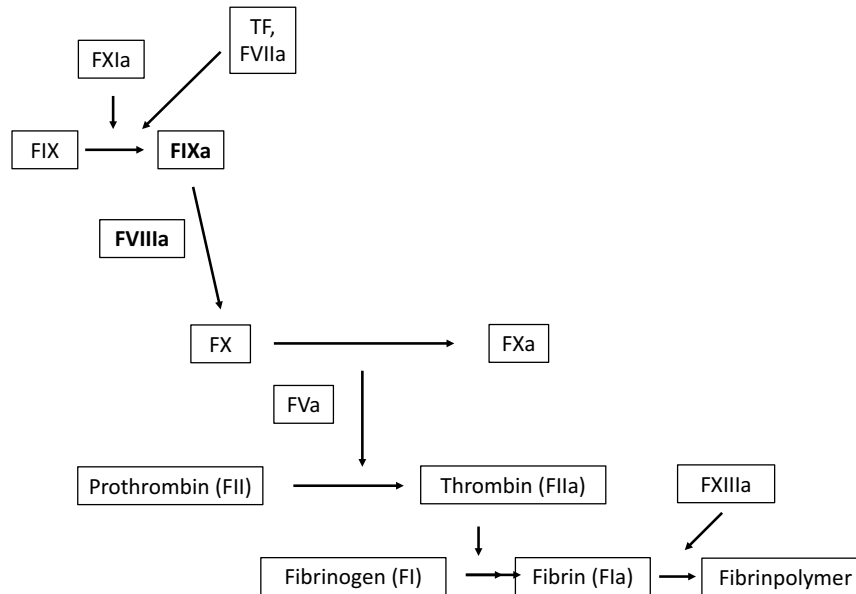 TF,
FVIIa
FXIa
FIX
FIXa
FVIIIa
FX
FXa
FVa
Prothrombin (FII)
Thrombin (FIIa)
FXIIIa
Fibrinogen (FI)
Fibrin (FIa)
Fibrinpolymer